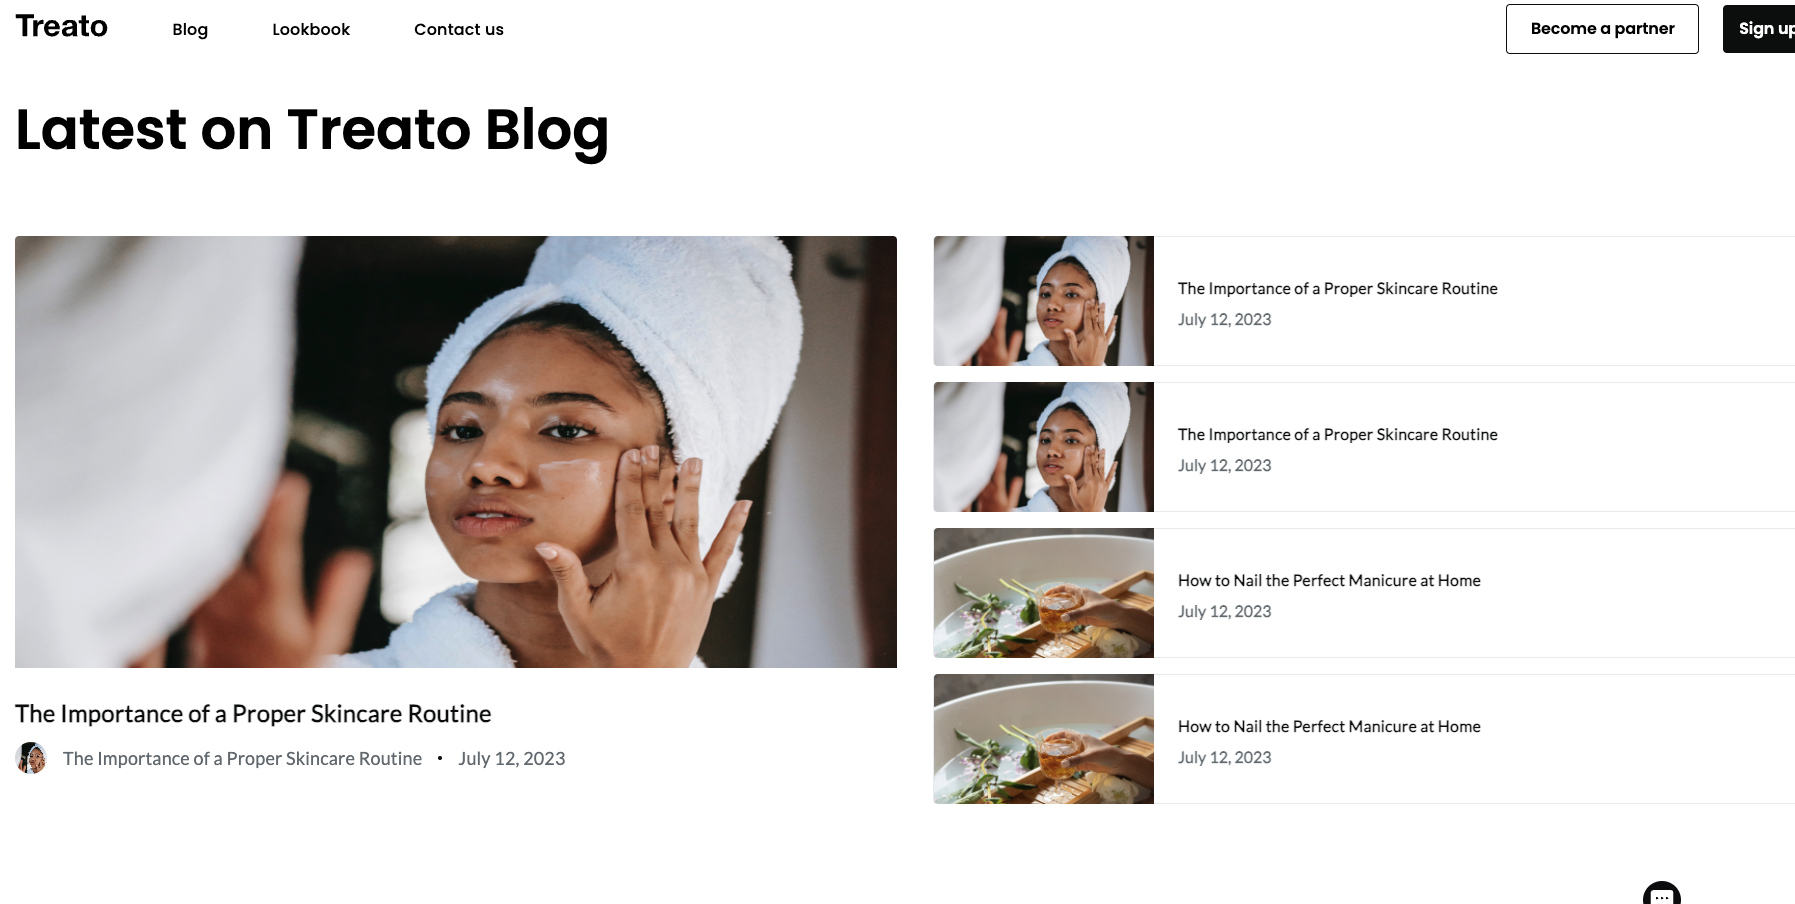 Treato
Blog
Lookbook
Contact us
Become a partner
Sign up
Latest on Treato Blog
The Importance of a Proper Skincare Routine
The Importance of a Proper Skincare Routine • July 12, 2023
The Importance of a Proper Skincare Routine
July 12, 2023
The Importance of a Proper Skincare Routine
July 12, 2023
How to Nail the Perfect Manicure at Home
July 12, 2023
How to Nail the Perfect Manicure at Home
July 12, 2023